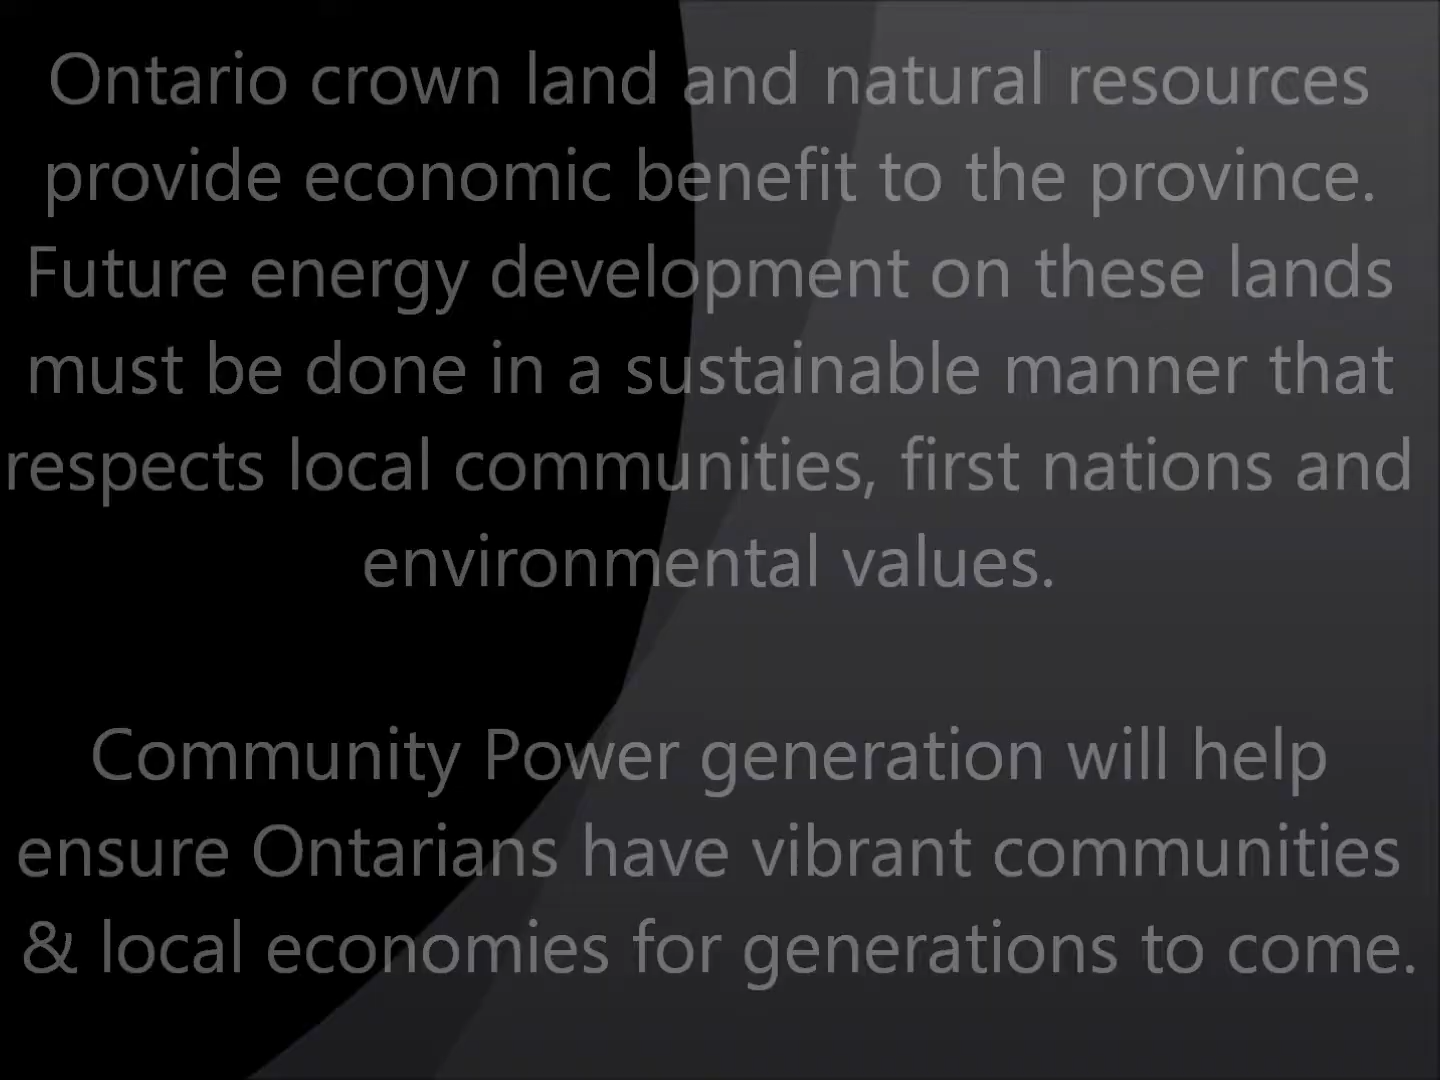 Ontario crown land and natural resources
provide economic benefit to the province.
Future energy development on these lands
must be done in a sustainable manner that
respects local communities, first nations and
environmental values.
Community Power generation will help
ensure Ontarians have vibrant communities
& local economies for generations to come.